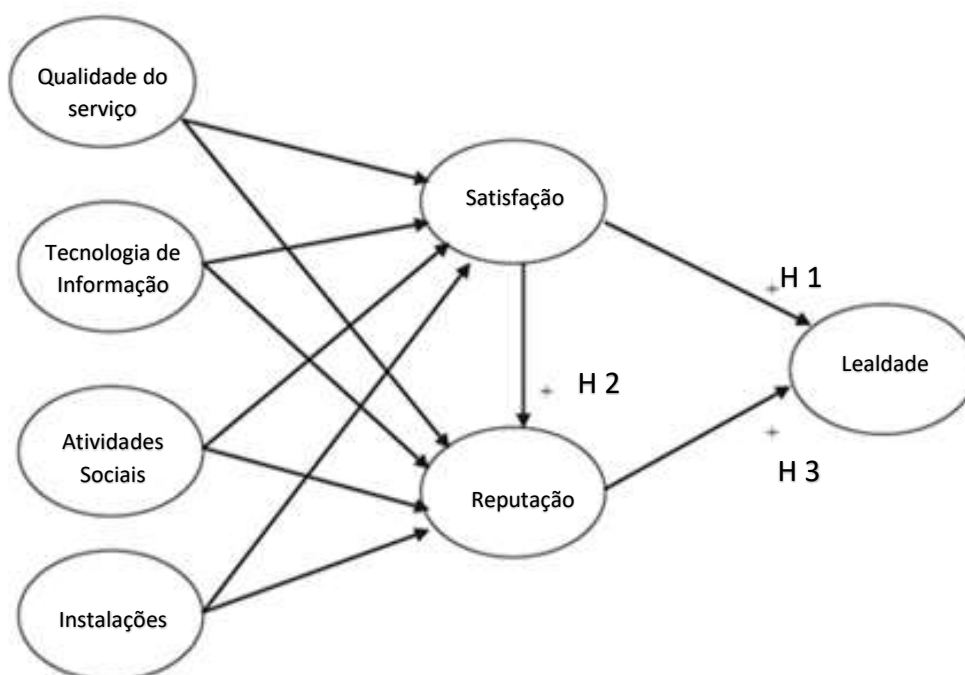 Qualidade do
serviço
Satisfação
Tecnologia de
Informação
+
H 1
Lealdade
+
H 2
Atividades
Sociais
+
H 3
Reputação
Instalações